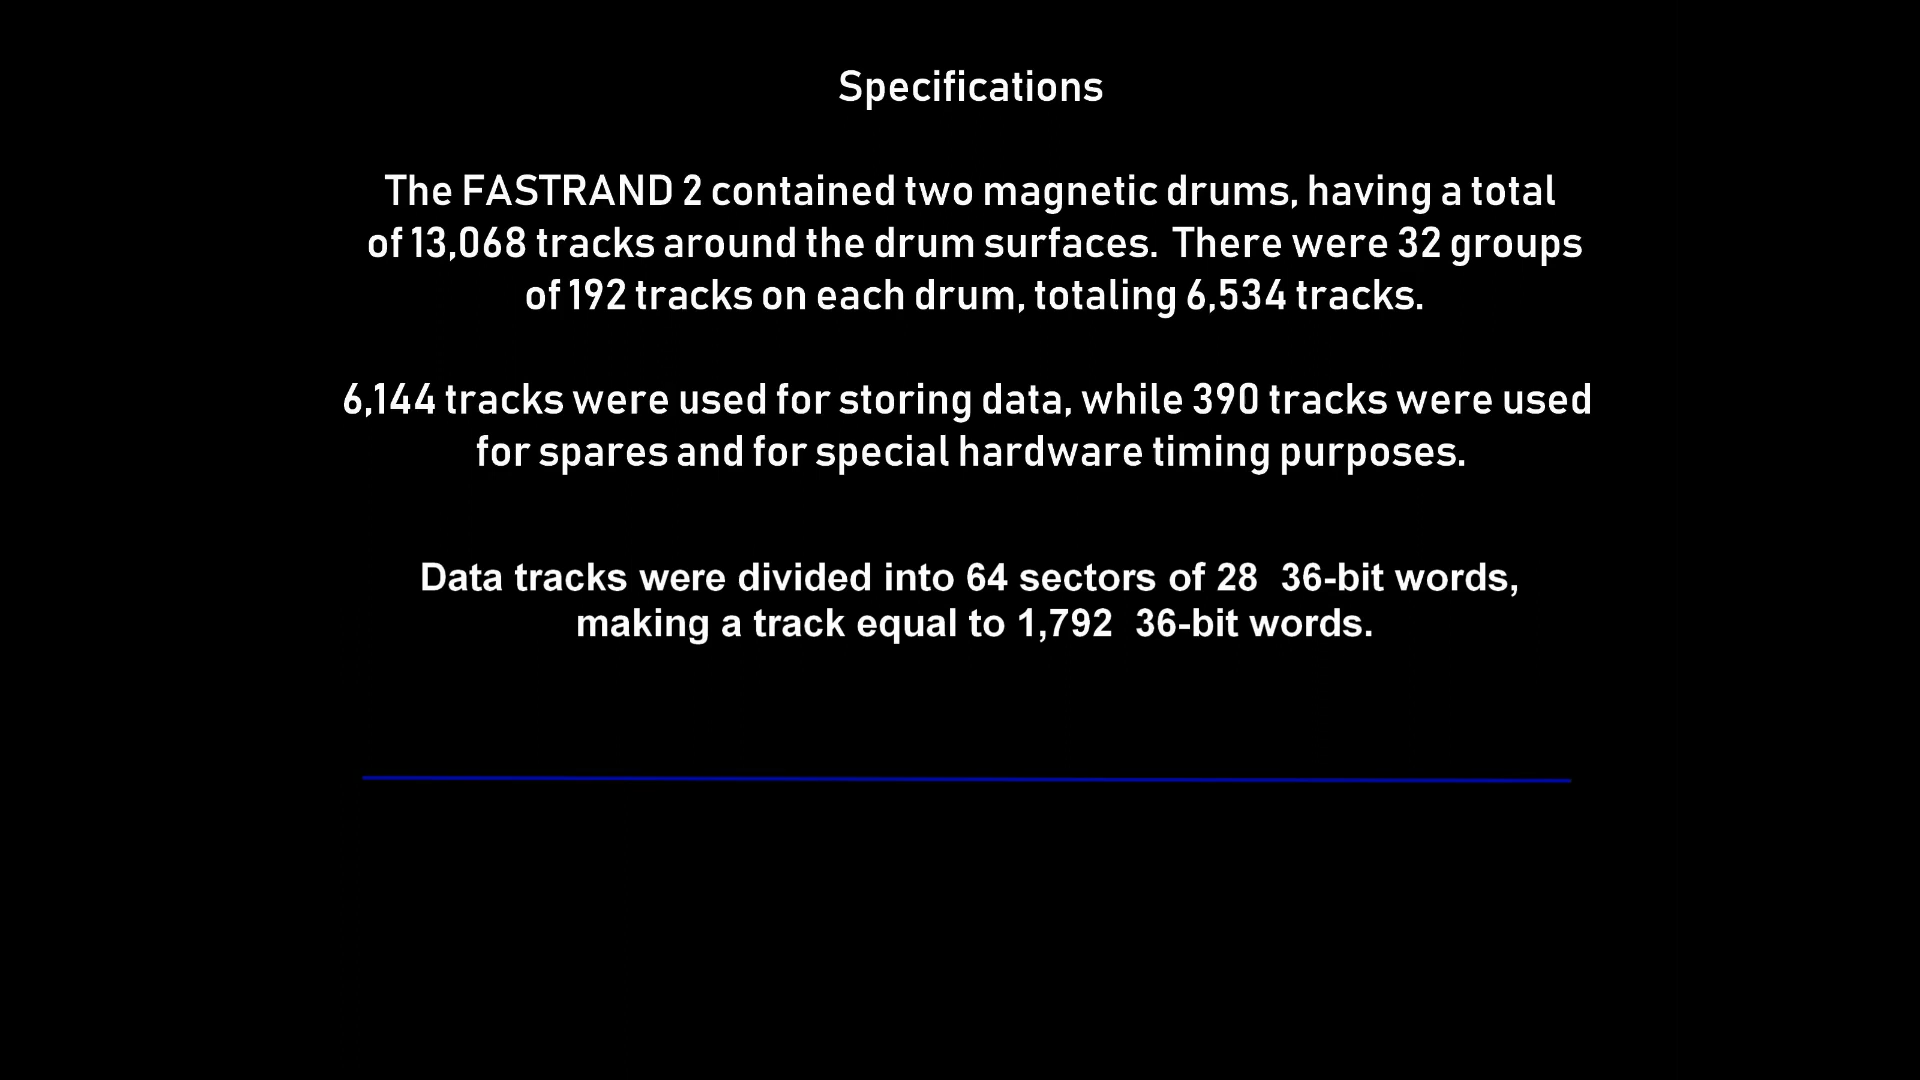 Specifications
The FASTRAND 2 contained two magnetic drums, having a total
of 13,068 tracks around the drum surfaces.  There were 32 groups
of 192 tracks on each drum, totaling 6,534 tracks.
6,144 tracks were used for storing data, while 390 tracks were used
for spares and for special hardware timing purposes.
Data tracks were divided into 64 sectors of 28  36-bit words,
making a track equal to 1,792  36-bit words.